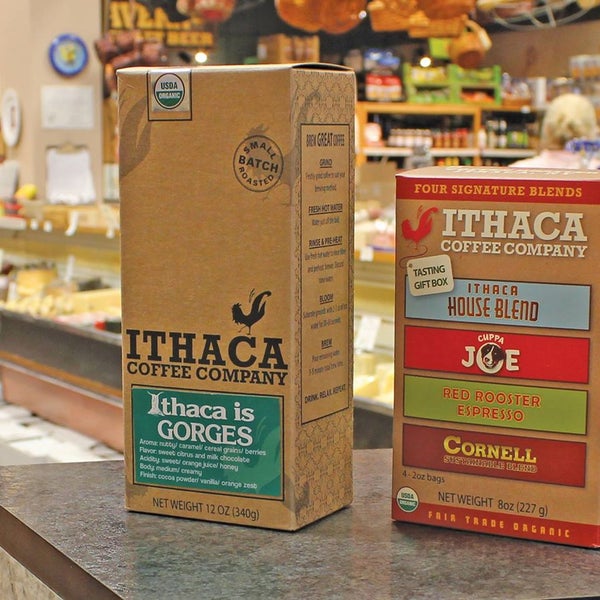 USDA
ORGANIC
SMALL
BATCH
ROASTED
ITHACA
COFFEE COMPANY
Ithaca is
GORGES
Aroma: nutty/ caramel/ cereal grains/ berries
Flavor: sweet citrus and milk chocolate
Acidity: sweet/ orange juice/ honey
Body: medium/ creamy
Finish: cocoa powder/ vanilla/ orange zest
NET WEIGHT 12 OZ (340g)
BREW GREAT COFFEE
GRIND
FRESH HOT WATER
RINSE & PRE-HEAT
BLOOM
BREW
DRINK. RELAX. REPEAT.
FOUR SIGNATURE BLENDS
ITHACA
COFFEE COMPANY
TASTING
GIFT BOX
ITHACA
HOUSE BLEND
CUPPA
JOE
RED ROOSTER
ESPRESSO
CORNELL
SUSTAINABLE BLEND
4-2oz bags
USDA
ORGANIC
NET WEIGHT 8oz (227 g)
FAIR TRADE ORGANIC